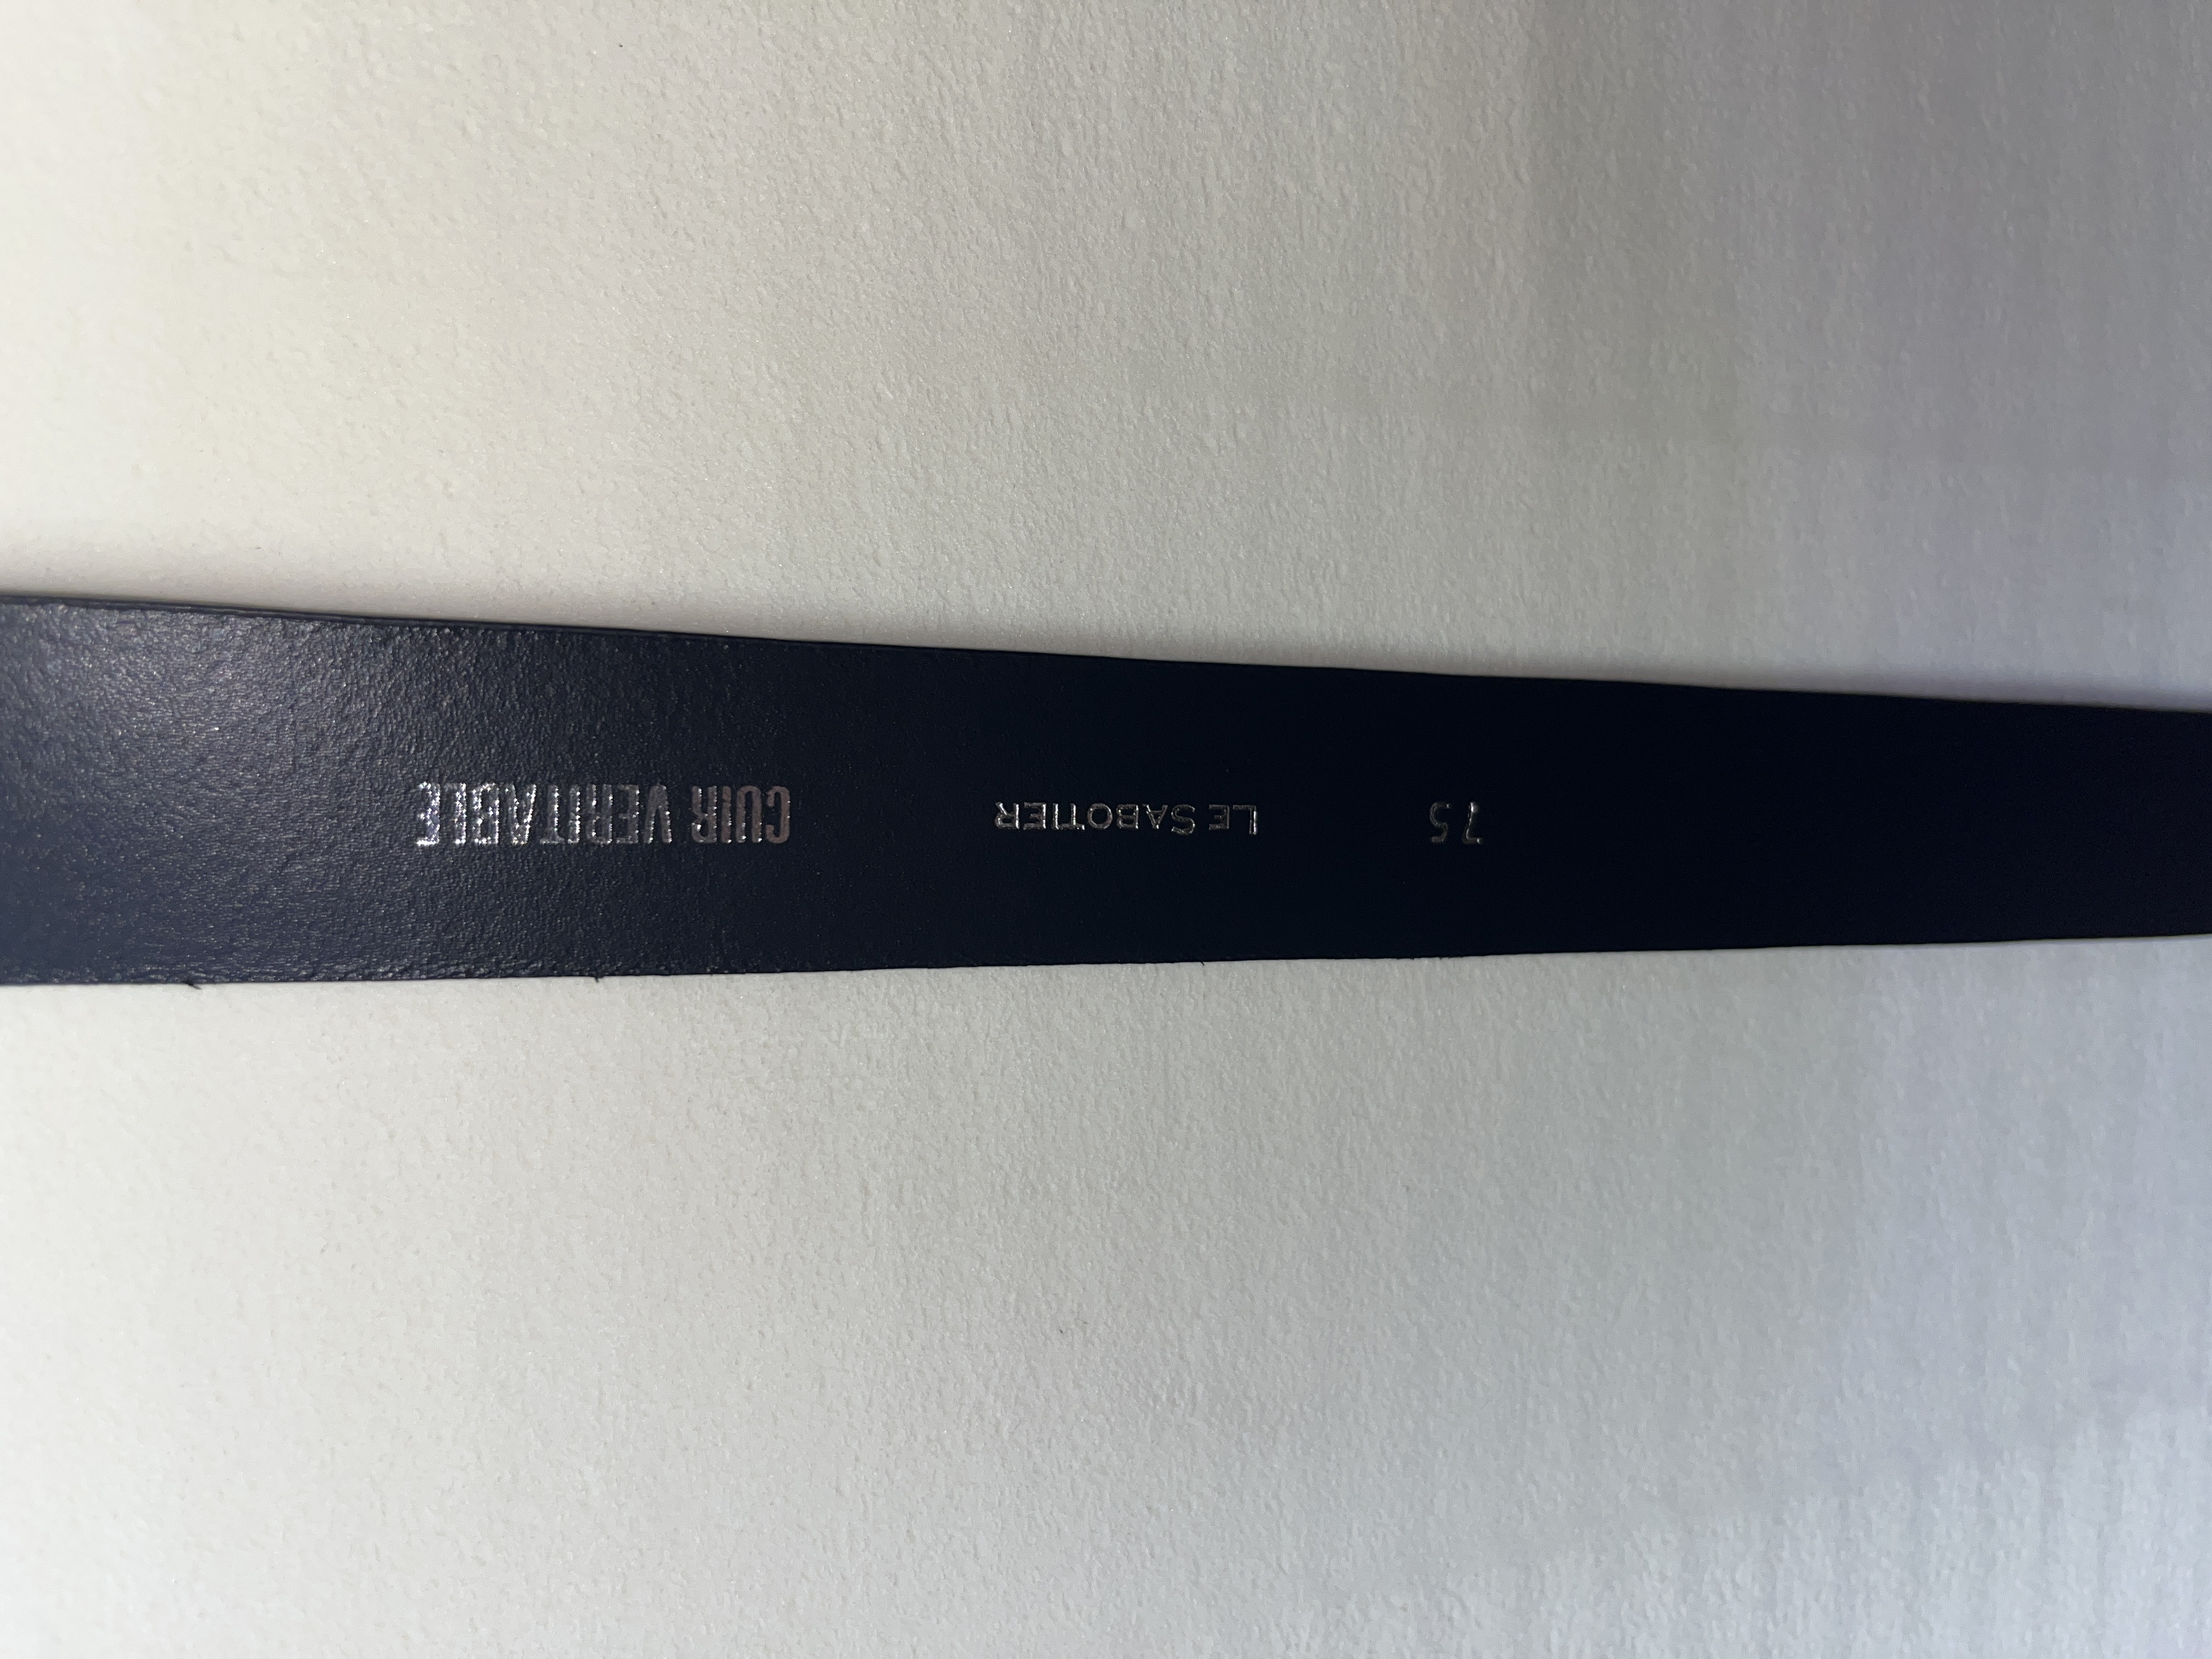 75
LE SABOTIER
CUIR VERITABLE